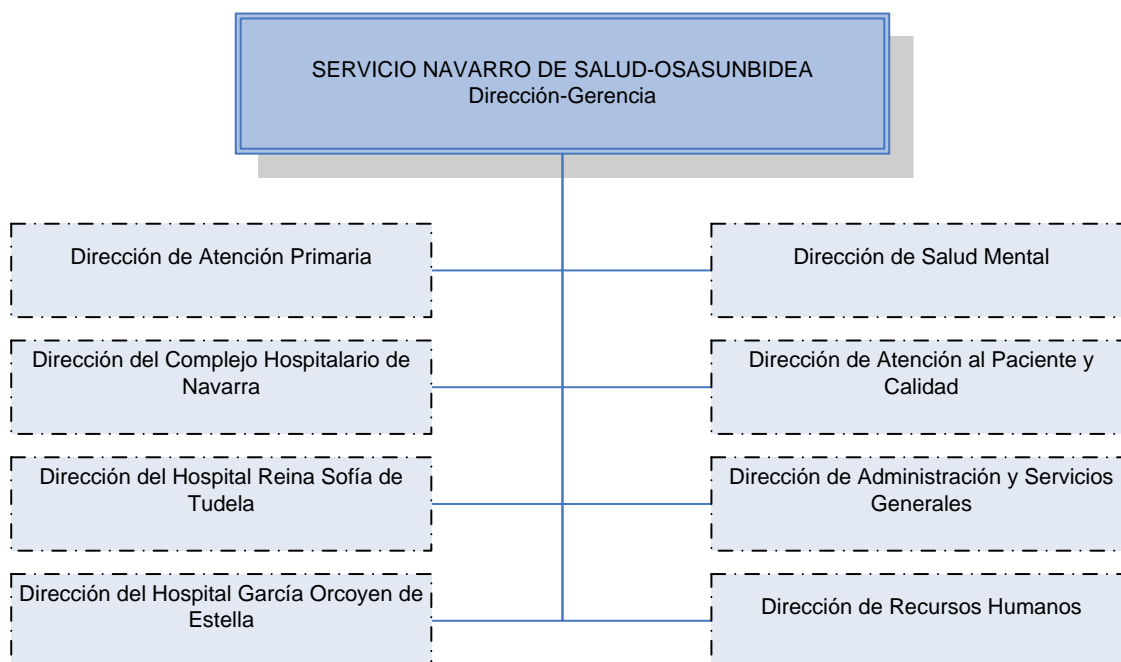 SERVICIO NAVARRO DE SALUD-OSASUNBIDEA
Dirección-Gerencia
Dirección de Atención Primaria
Dirección de Salud Mental
Dirección del Complejo Hospitalario de
Navarra
Dirección de Atención al Paciente y
Calidad
Dirección del Hospital Reina Sofía de
Tudela
Dirección de Administración y Servicios
Generales
Dirección del Hospital García Orcoyen de
Estella
Dirección de Recursos Humanos